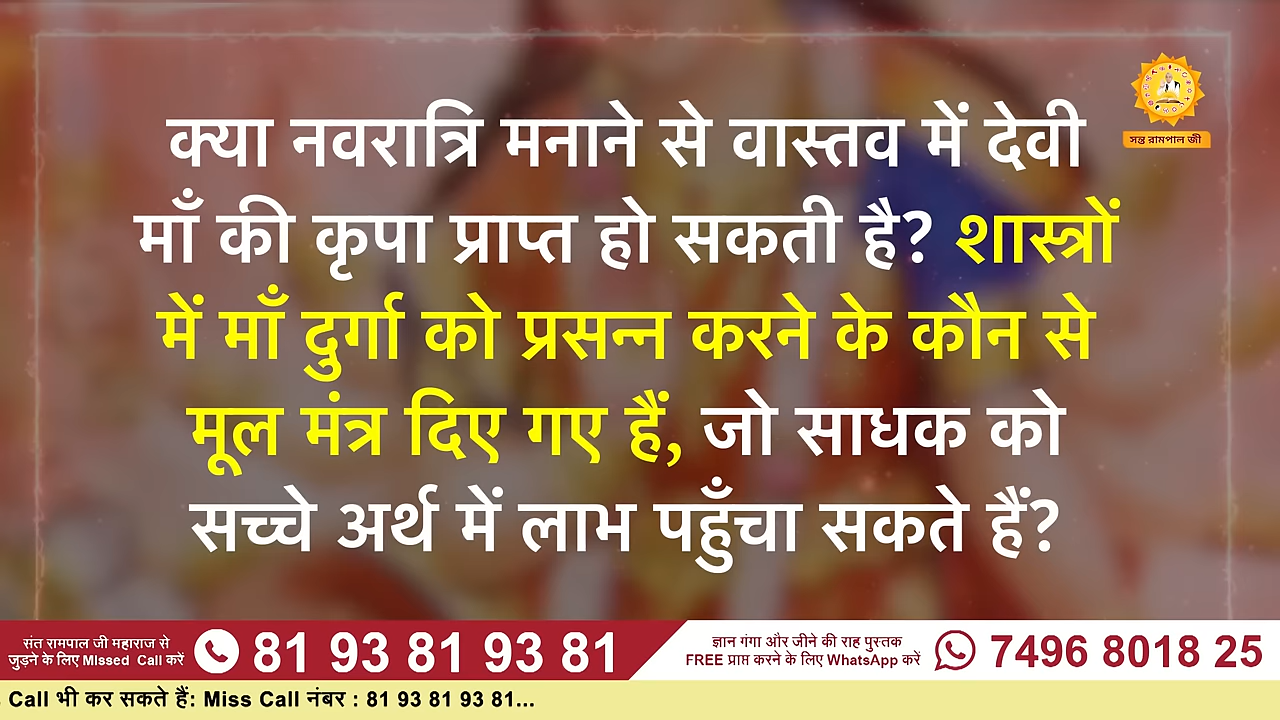 सन्त रामपाल जी
क्या नवरात्रि मनाने से वास्तव में देवी
माँ की कृपा प्राप्त हो सकती है? शास्त्रों
में माँ दुर्गा को प्रसन्न करने के कौन से
मूल मंत्र दिए गए हैं, जो साधक को
सच्चे अर्थ में लाभ पहुँचा सकते हैं?
संत रामपाल जी महाराज से
जुड़ने के लिए Missed Call करें
81 93 81 93 81
ज्ञान गंगा और जीने की राह पुस्तक
FREE प्राप्त करने के लिए WhatsApp करें
7496 8018 25
Call भी कर सकते हैं: Miss Call नंबर : 81 93 81 93 81...